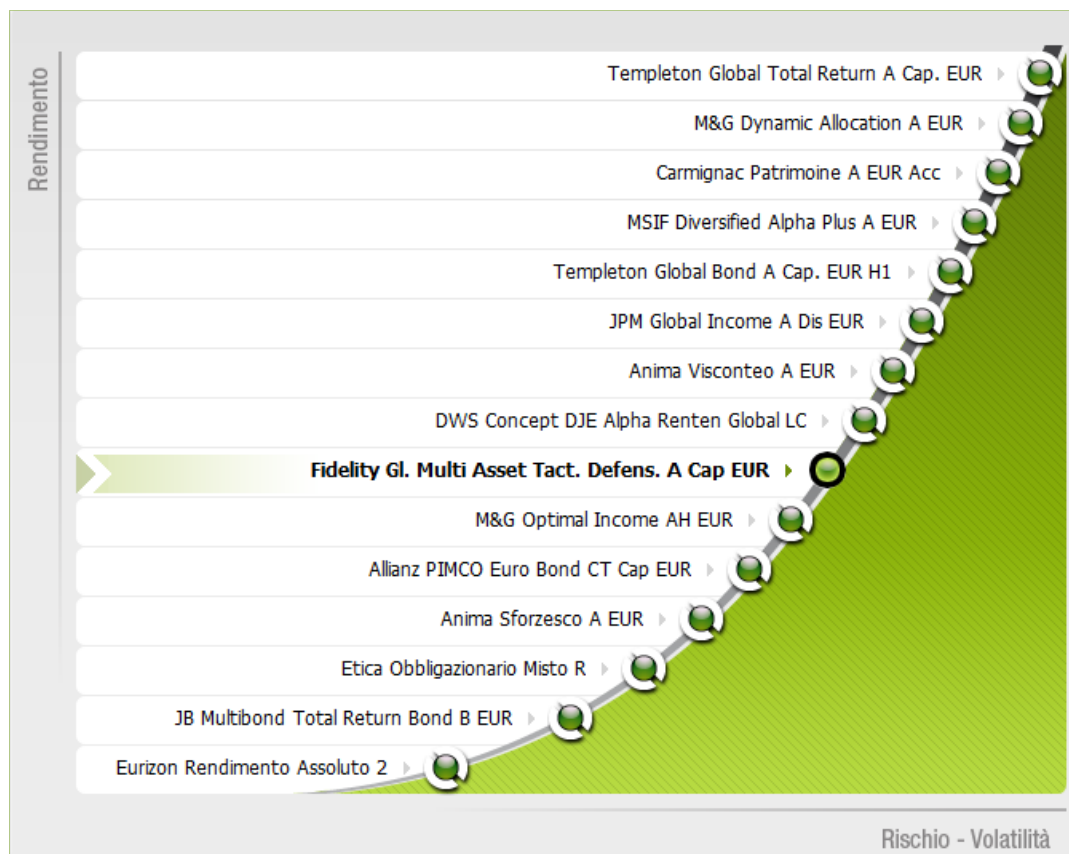 Rendimento
Templeton Global Total Return A Cap. EUR
M&G Dynamic Allocation A EUR
Carmignac Patrimoine A EUR Acc
MSIF Diversified Alpha Plus A EUR
Templeton Global Bond A Cap. EUR H1
JPM Global Income A Dis EUR
Anima Visconteo A EUR
DWS Concept DJE Alpha Renten Global LC
Fidelity Gl. Multi Asset Tact. Defens. A Cap EUR
M&G Optimal Income AH EUR
Allianz PIMCO Euro Bond CT Cap EUR
Anima Sforzesco A EUR
Etica Obbligazionario Misto R
JB Multibond Total Return Bond B EUR
Eurizon Rendimento Assoluto 2
Rischio - Volatilità